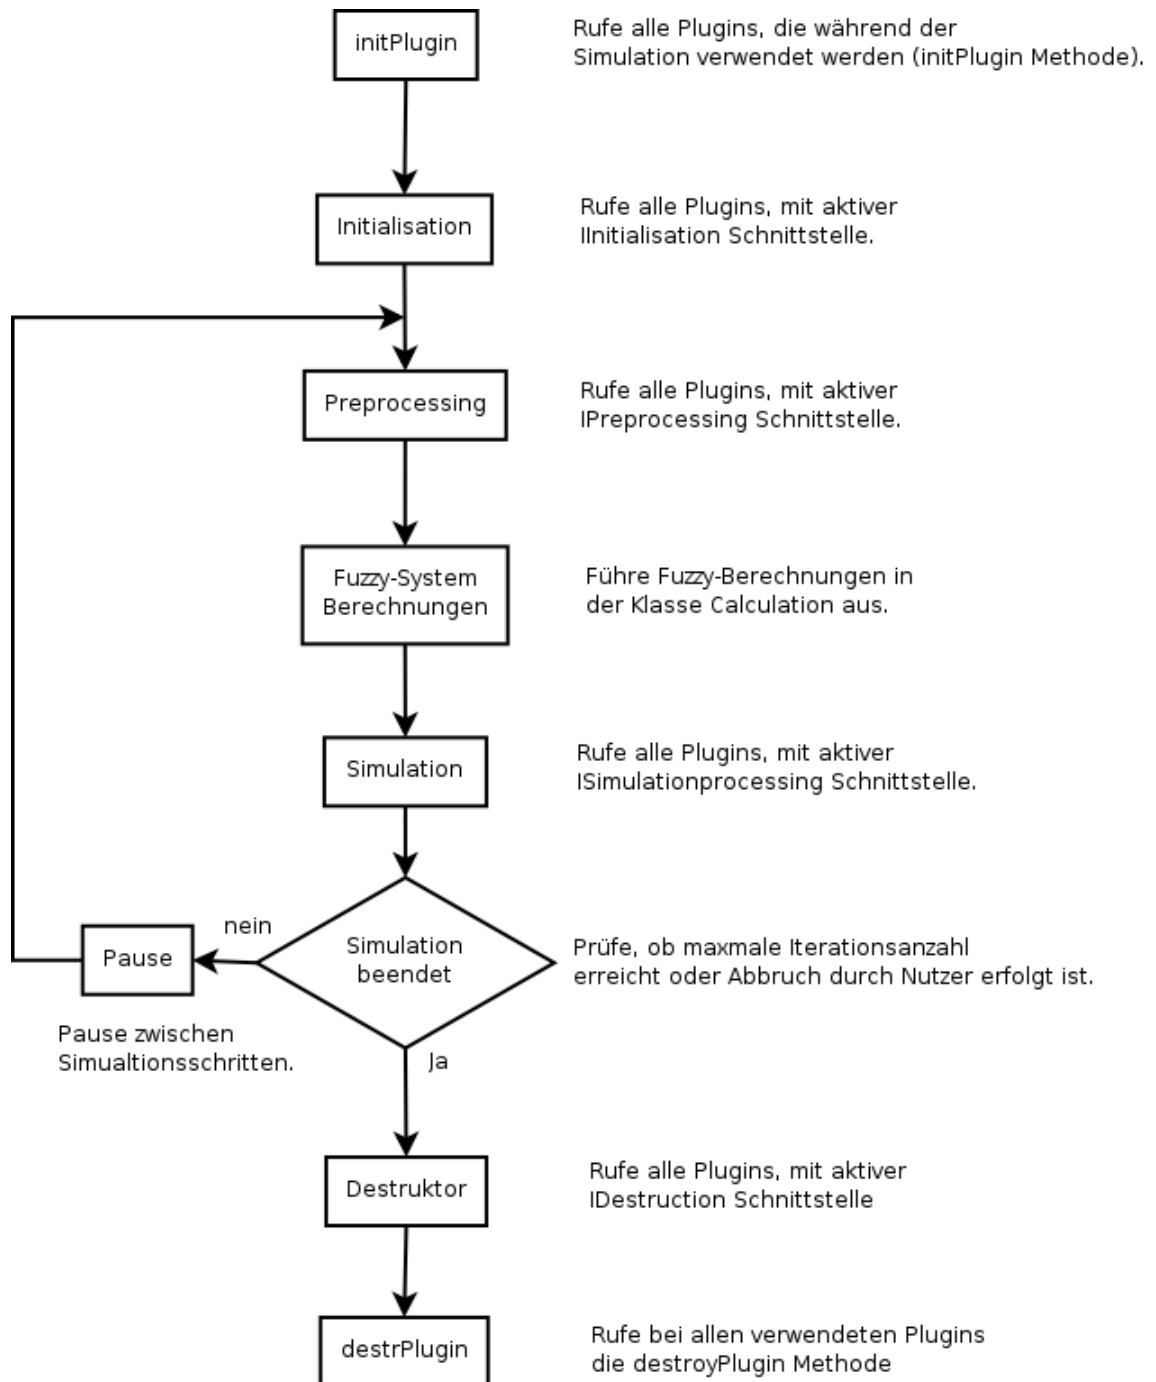 initPlugin
Rufe alle Plugins, die während der
Simulation verwendet werden (initPlugin Methode).
Initialisation
Rufe alle Plugins, mit aktiver
IInitialisation Schnittstelle.
Preprocessing
Rufe alle Plugins, mit aktiver
IPreprocessing Schnittstelle.
Fuzzy-System
Berechnungen
Führe Fuzzy-Berechnungen in
der Klasse Calculation aus.
Simulation
Rufe alle Plugins, mit aktiver
ISimulationprocessing Schnittstelle.
nein
Pause
Simulation
beendet
Prüfe, ob maxmale Iterationsanzahl
erreicht oder Abbruch durch Nutzer erfolgt ist.
Pause zwischen
Simualtionsschritten.
Ja
Destruktor
Rufe alle Plugins, mit aktiver
IDestruction Schnittstelle
destrPlugin
Rufe bei allen verwendeten Plugins
die destroyPlugin Methode